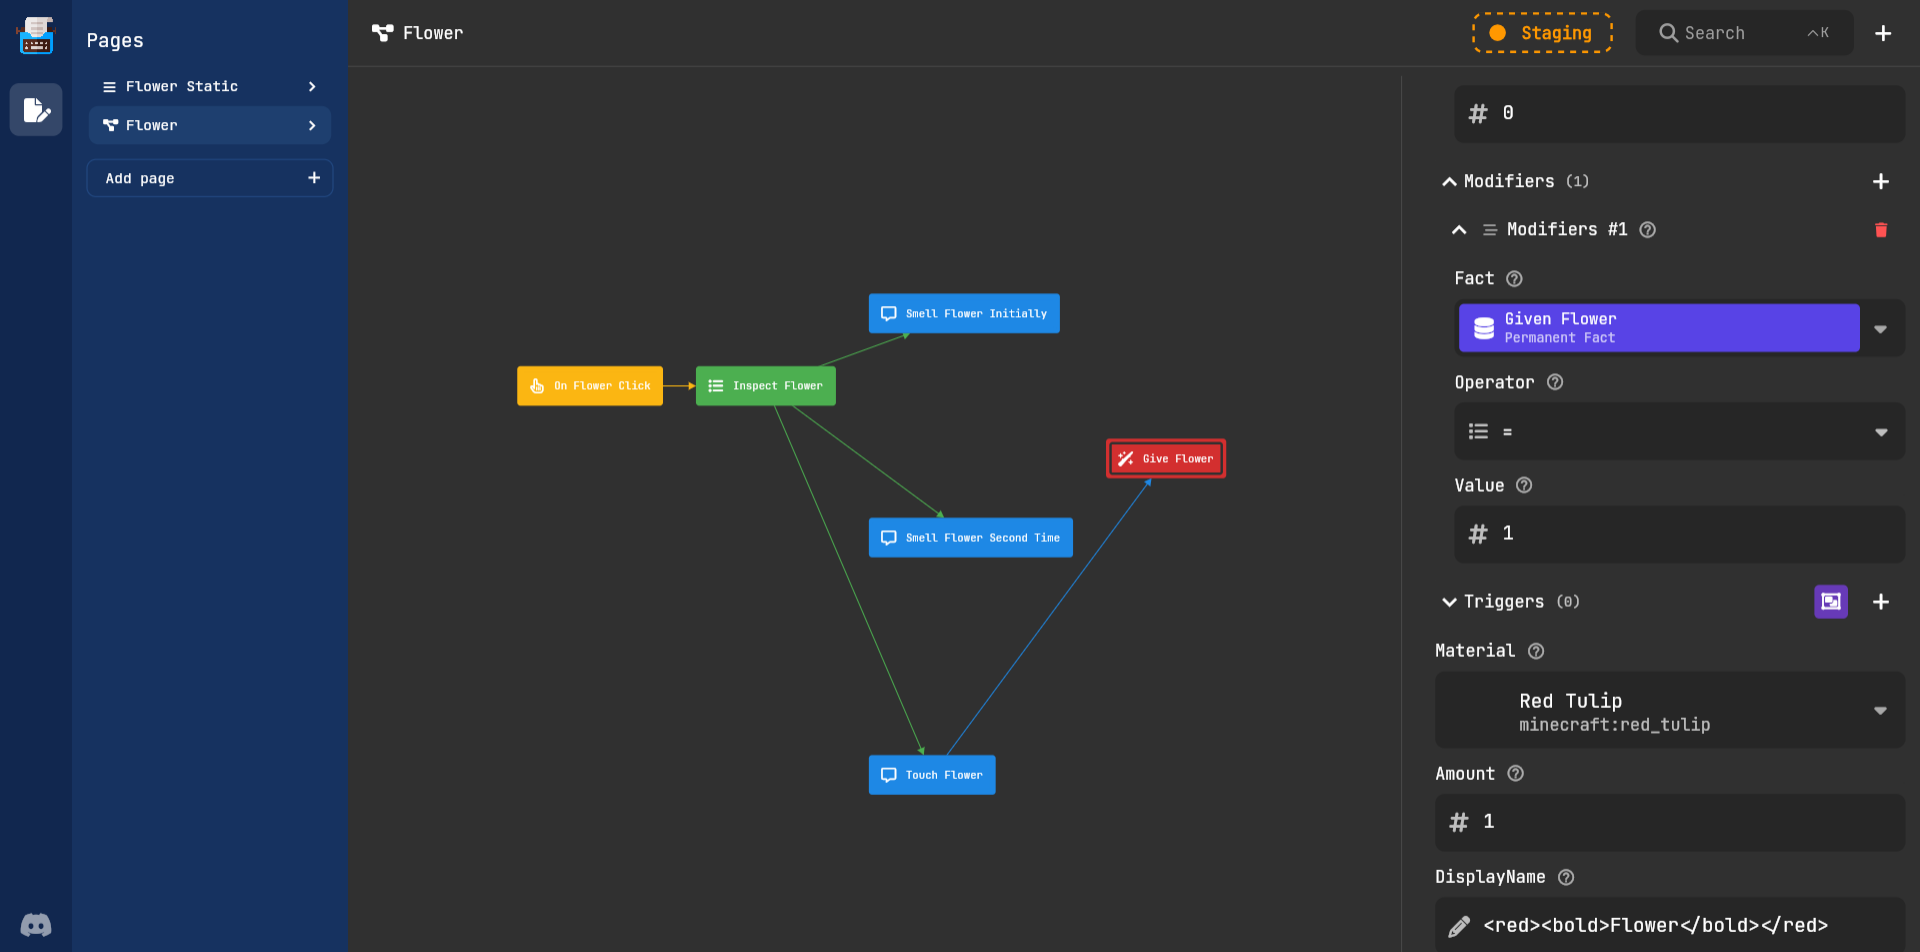 Pages
Flower Static
Flower
Add page
Flower
Staging
Search
^K
On Flower Click
Inspect Flower
Smell Flower Initially
Smell Flower Second Time
Touch Flower
Give Flower
0
Modifiers (1)
Modifiers #1
Fact
Given Flower
Permanent Fact
Operator
=
Value
1
Triggers (0)
Material
Red Tulip
minecraft:red_tulip
Amount
1
DisplayName
<red><bold>Flower</bold></red>